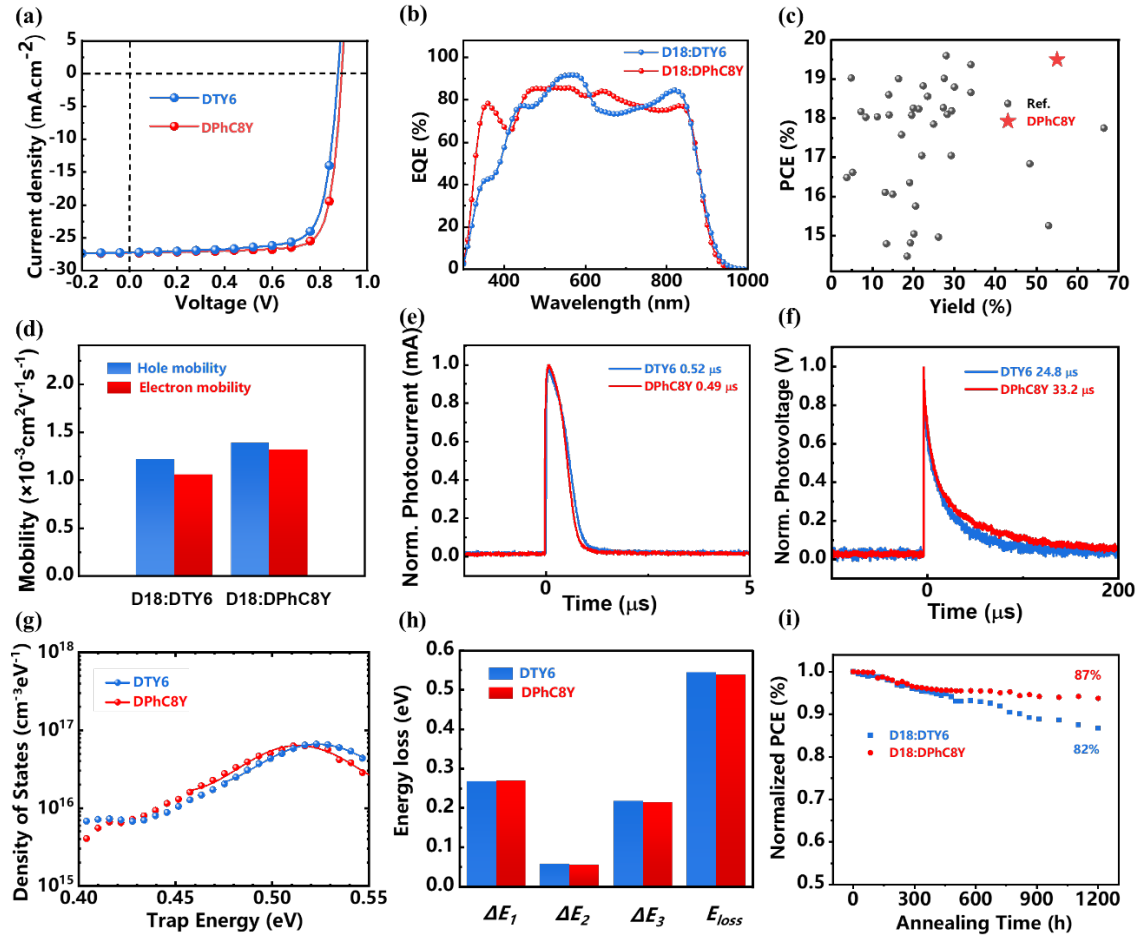 (a)
5
0
-5
-10
-15
-20
-25
-30
-0.2 0.0 0.2 0.4 0.6 0.8 1.0
Current density (mA·cm⁻²)
Voltage (V)
DTY6
DPhC8Y
(b)
100
80
60
40
20
0
400 600 800 1000
EQE (%)
Wavelength (nm)
D18:DTY6
D18:DPhC8Y
(c)
20
19
18
17
16
15
0 10 20 30 40 50 60 70
PCE (%)
Yield (%)
Ref.
DPhC8Y
(d)
2.0
1.5
1.0
0.5
0.0
Mobility (×10⁻³cm²V⁻¹s⁻¹)
Hole mobility
Electron mobility
D18:DTY6 D18:DPhC8Y
(e)
1.0
0.8
0.6
0.4
0.2
0.0
0 5
Norm. Photocurrent (mA)
Time (μs)
DTY6 0.52 μs
DPhC8Y 0.49 μs
(f)
1.0
0.8
0.6
0.4
0.2
0.0
0 100 200
Norm. Photovoltage (V)
Time (μs)
DTY6 24.8 μs
DPhC8Y 33.2 μs
(g)
10¹⁸
10¹⁷
10¹⁶
10¹⁵
0.40 0.45 0.50 0.55
Density of States (cm⁻³eV⁻¹)
Trap Energy (eV)
DTY6
DPhC8Y
(h)
0.6
0.5
0.4
0.3
0.2
0.1
0.0
Energy loss (eV)
DTY6
DPhC8Y
ΔE₁ ΔE₂ ΔE₃ Eloss
(i)
1.0
0.9
0.8
0.7
0.6
0.5
0 300 600 900 1200
Normalized PCE (%)
Annealing Time (h)
87%
D18:DTY6
D18:DPhC8Y
82%